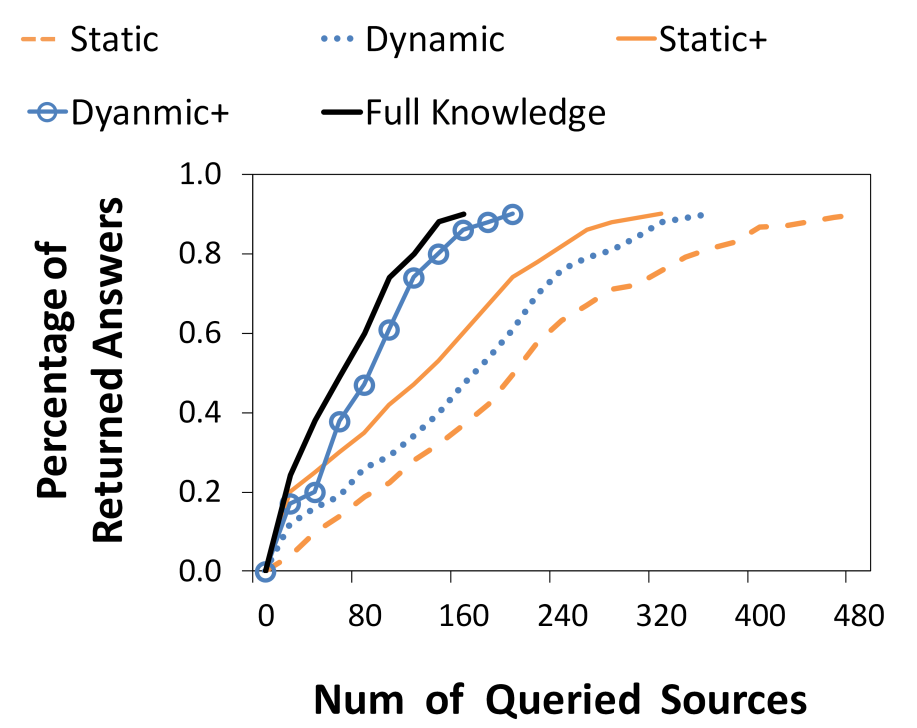 Static Dynamic Static+
Dyanmic+ Full Knowledge
1.0
0.8
0.6
0.4
0.2
0.0
Percentage of
Returned Answers
0 80 160 240 320 400 480
Num of Queried Sources